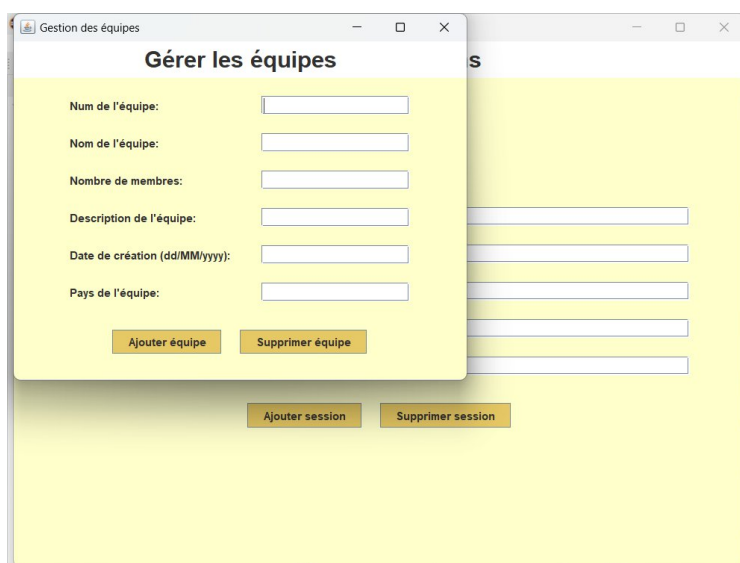 Gestion des équipes
Gérer les équipes
s
Num de l'équipe:
Nom de l'équipe:
Nombre de membres:
Description de l'équipe:
Date de création (dd/MM/yyyy):
Pays de l'équipe:
Ajouter équipe Supprimer équipe
Ajouter session Supprimer session